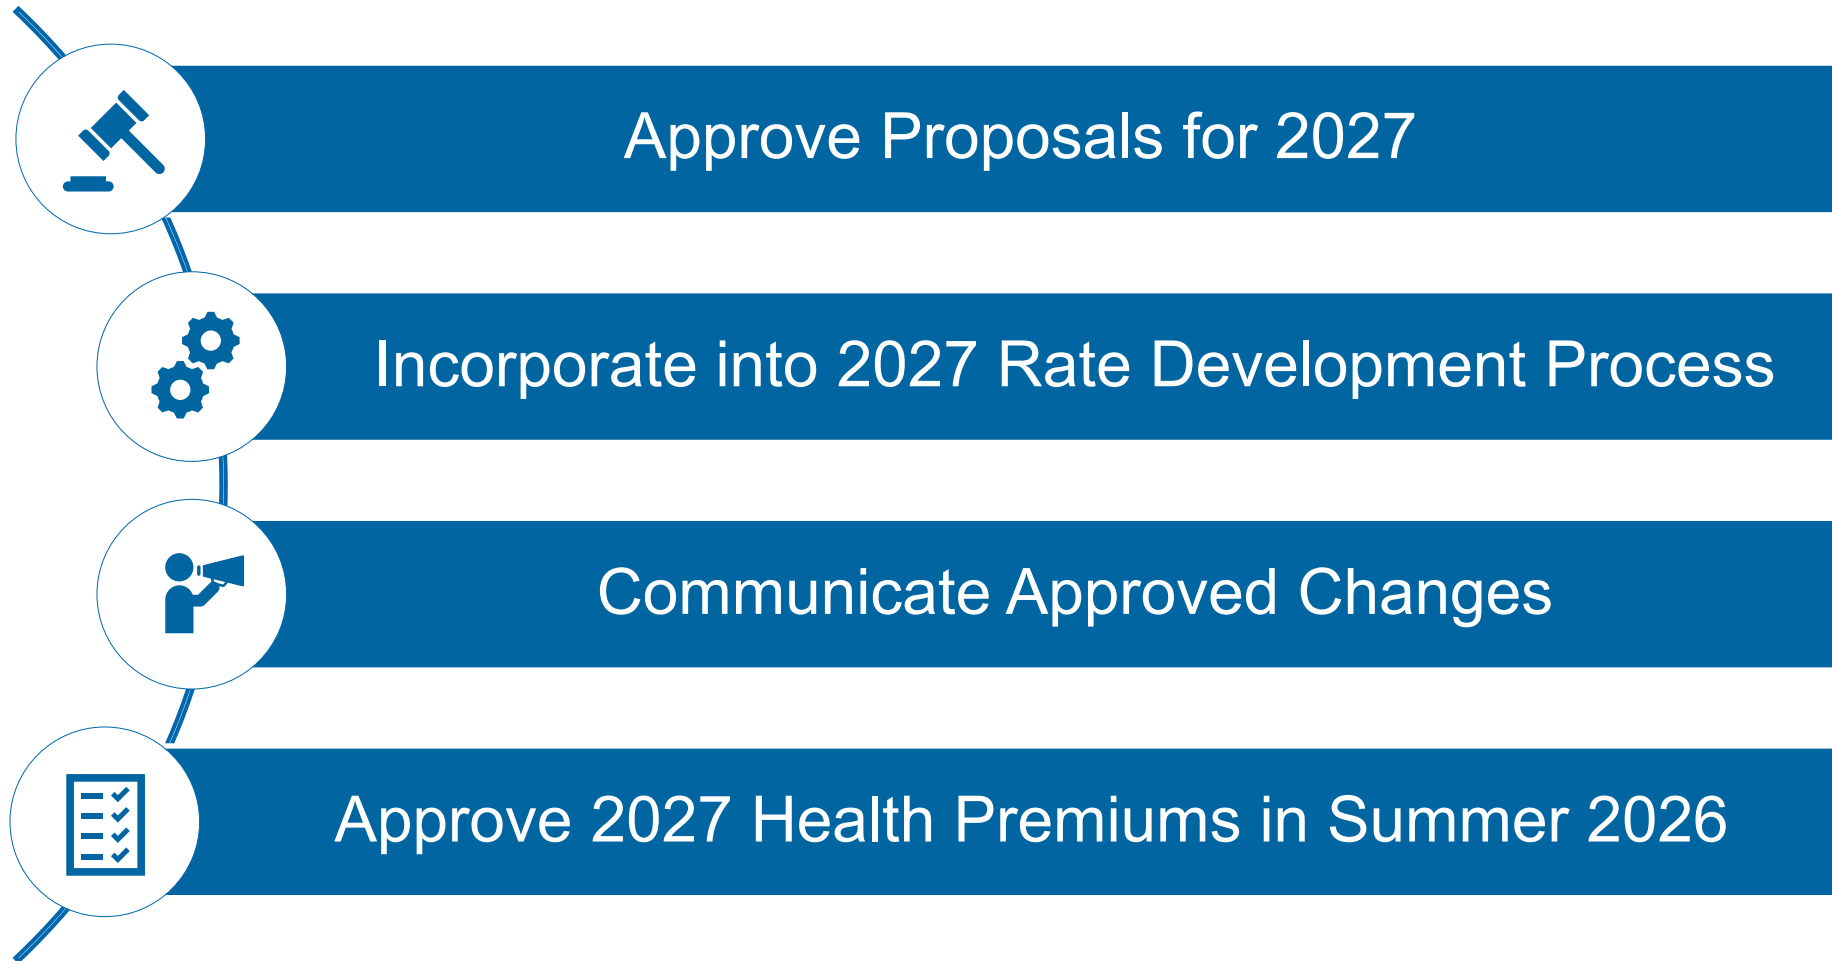 Approve Proposals for 2027
Incorporate into 2027 Rate Development Process
Communicate Approved Changes
Approve 2027 Health Premiums in Summer 2026